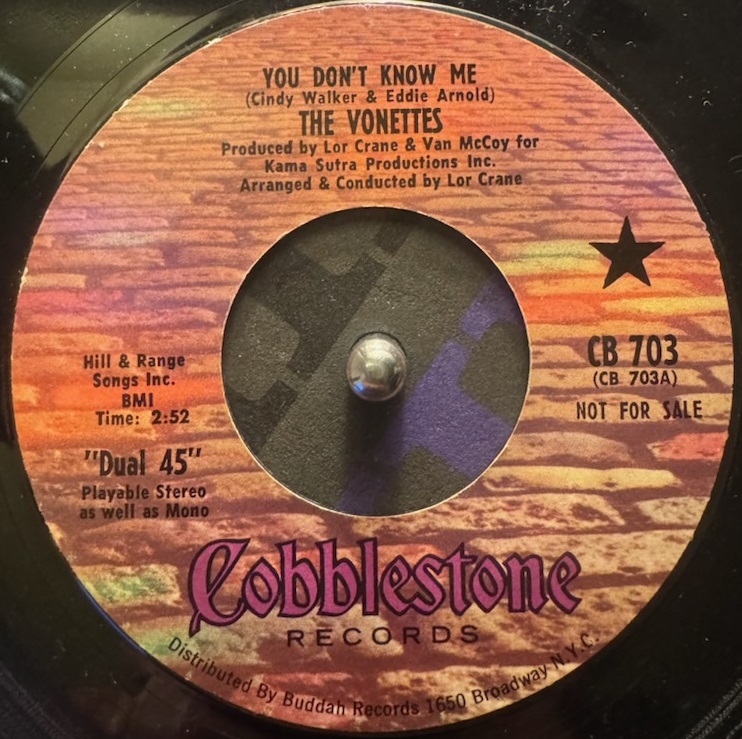 YOU DON'T KNOW ME
(Cindy Walker & Eddie Arnold)
THE VONETTES
Produced by Lor Crane & Van McCoy for
Kama Sutra Productions Inc.
Arranged & Conducted by Lor Crane
Hill & Range
Songs Inc.
BMI
Time: 2:52
"Dual 45"
Playable Stereo
as well as Mono
CB 703
(CB 703A)
NOT FOR SALE
Cobblestone
RECORDS
Distributed By Buddah Records 1650 Broadway N.Y.C.